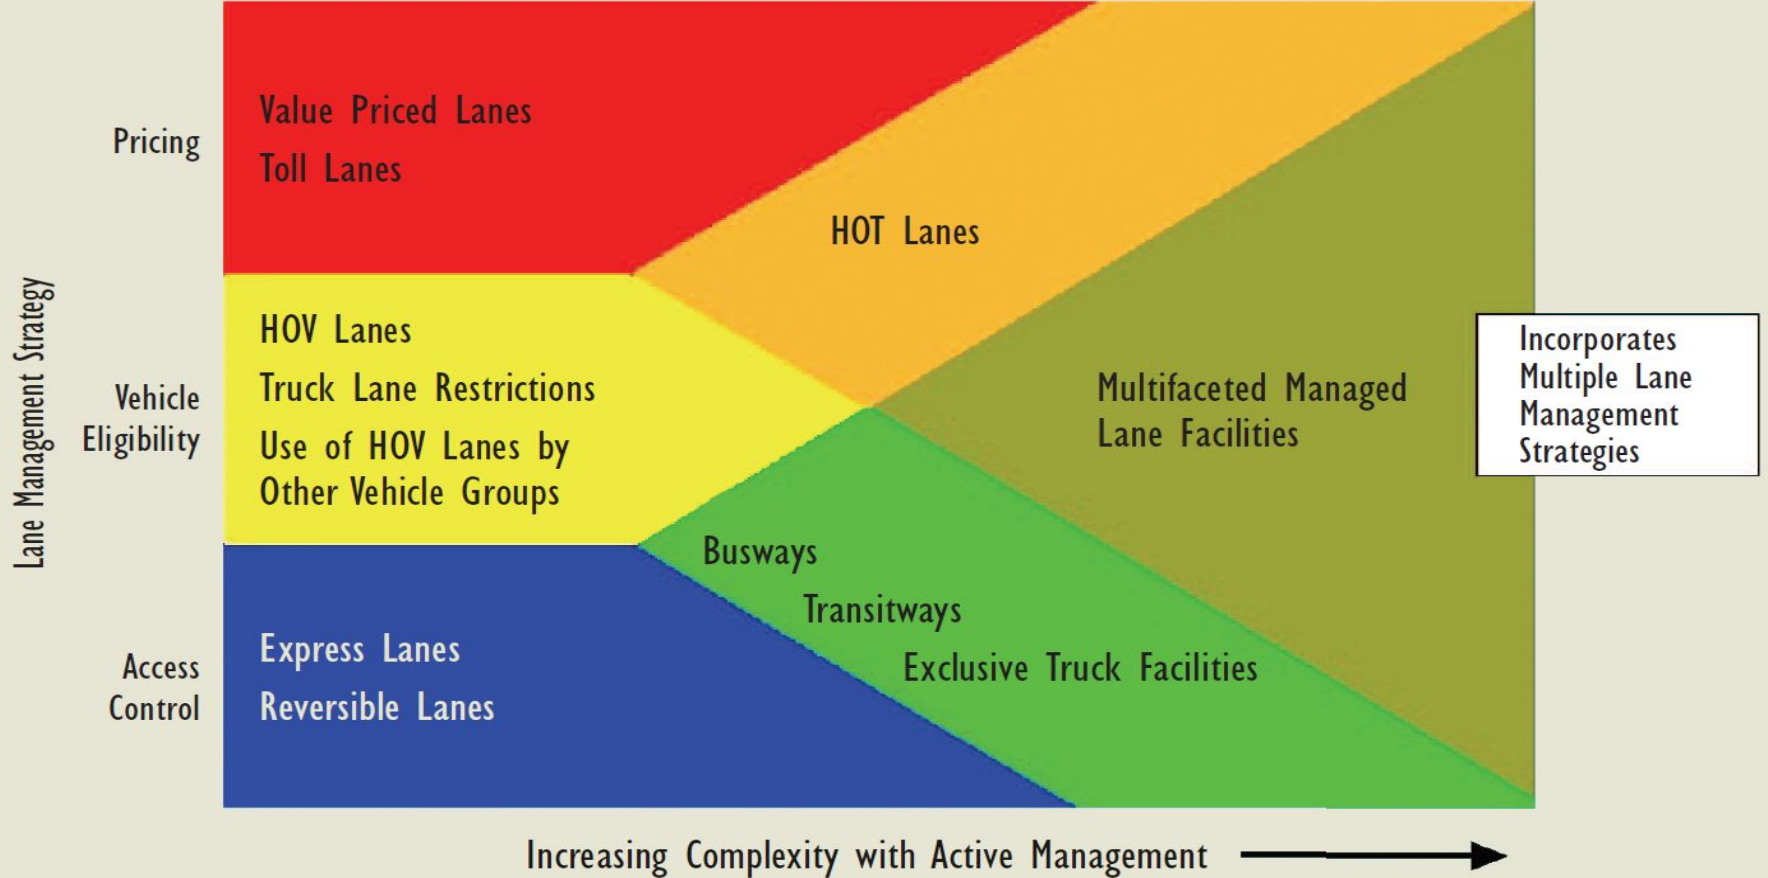 Lane Management Strategy
Pricing
Value Priced Lanes
Toll Lanes
HOT Lanes
Vehicle
Eligibility
HOV Lanes
Truck Lane Restrictions
Use of HOV Lanes by
Other Vehicle Groups
Multifaceted Managed
Lane Facilities
Incorporates
Multiple Lane
Management
Strategies
Busways
Transitways
Exclusive Truck Facilities
Access
Control
Express Lanes
Reversible Lanes
Increasing Complexity with Active Management